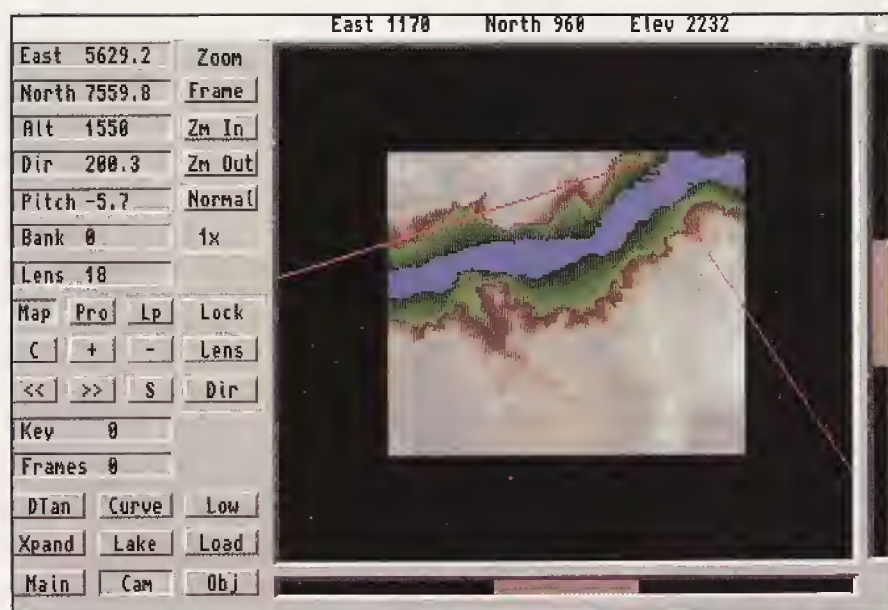 East 1170 North 960 Elev 2232
East 5629.2 Zoom
North 7559.8 Frame
Alt 1550 Zm In
Dir 200.3 Zm Out
Pitch -5.7 Normal
Bank 0 1x
Lens 18
Map Pro Lp Lock
C + - Lens
<< >> S Dir
Key 0
Frames 0
DTan Curve Low
Xpand Lake Load
Main Cam Obj